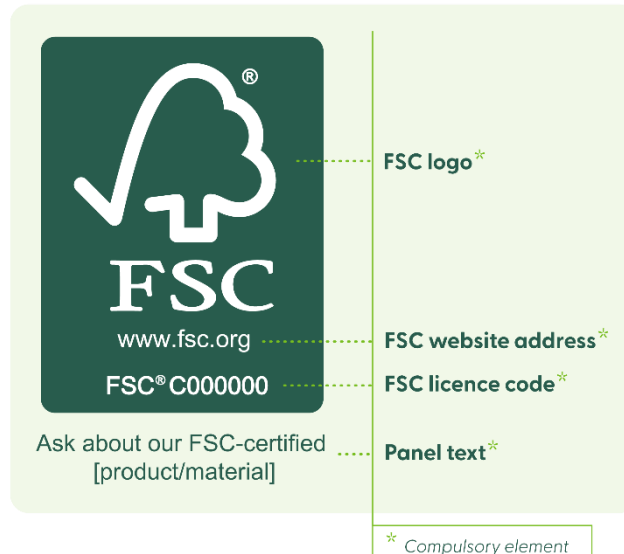 ®
FSC
www.fsc.org
FSC® C000000
Ask about our FSC-certified
[product/material]
FSC logo*
FSC website address*
FSC licence code*
Panel text*
* Compulsory element